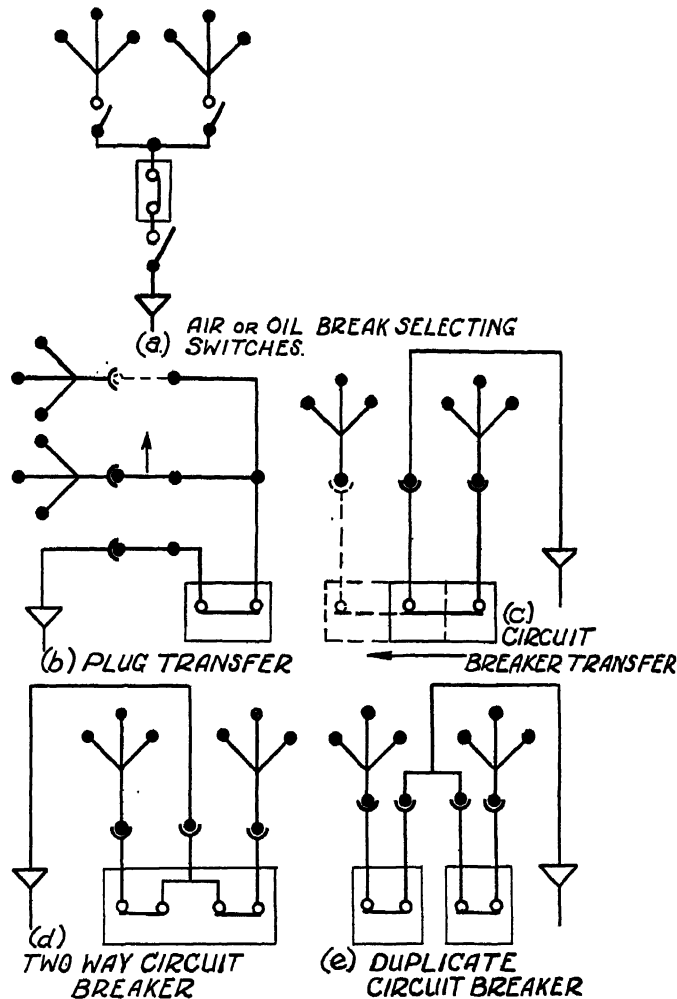 (a.) AIR OR OIL BREAK SELECTING
SWITCHES.
(b) PLUG TRANSFER
(c)
CIRCUIT
BREAKER TRANSFER
(d)
TWO WAY CIRCUIT
BREAKER
(e) DUPLICATE
CIRCUIT BREAKER